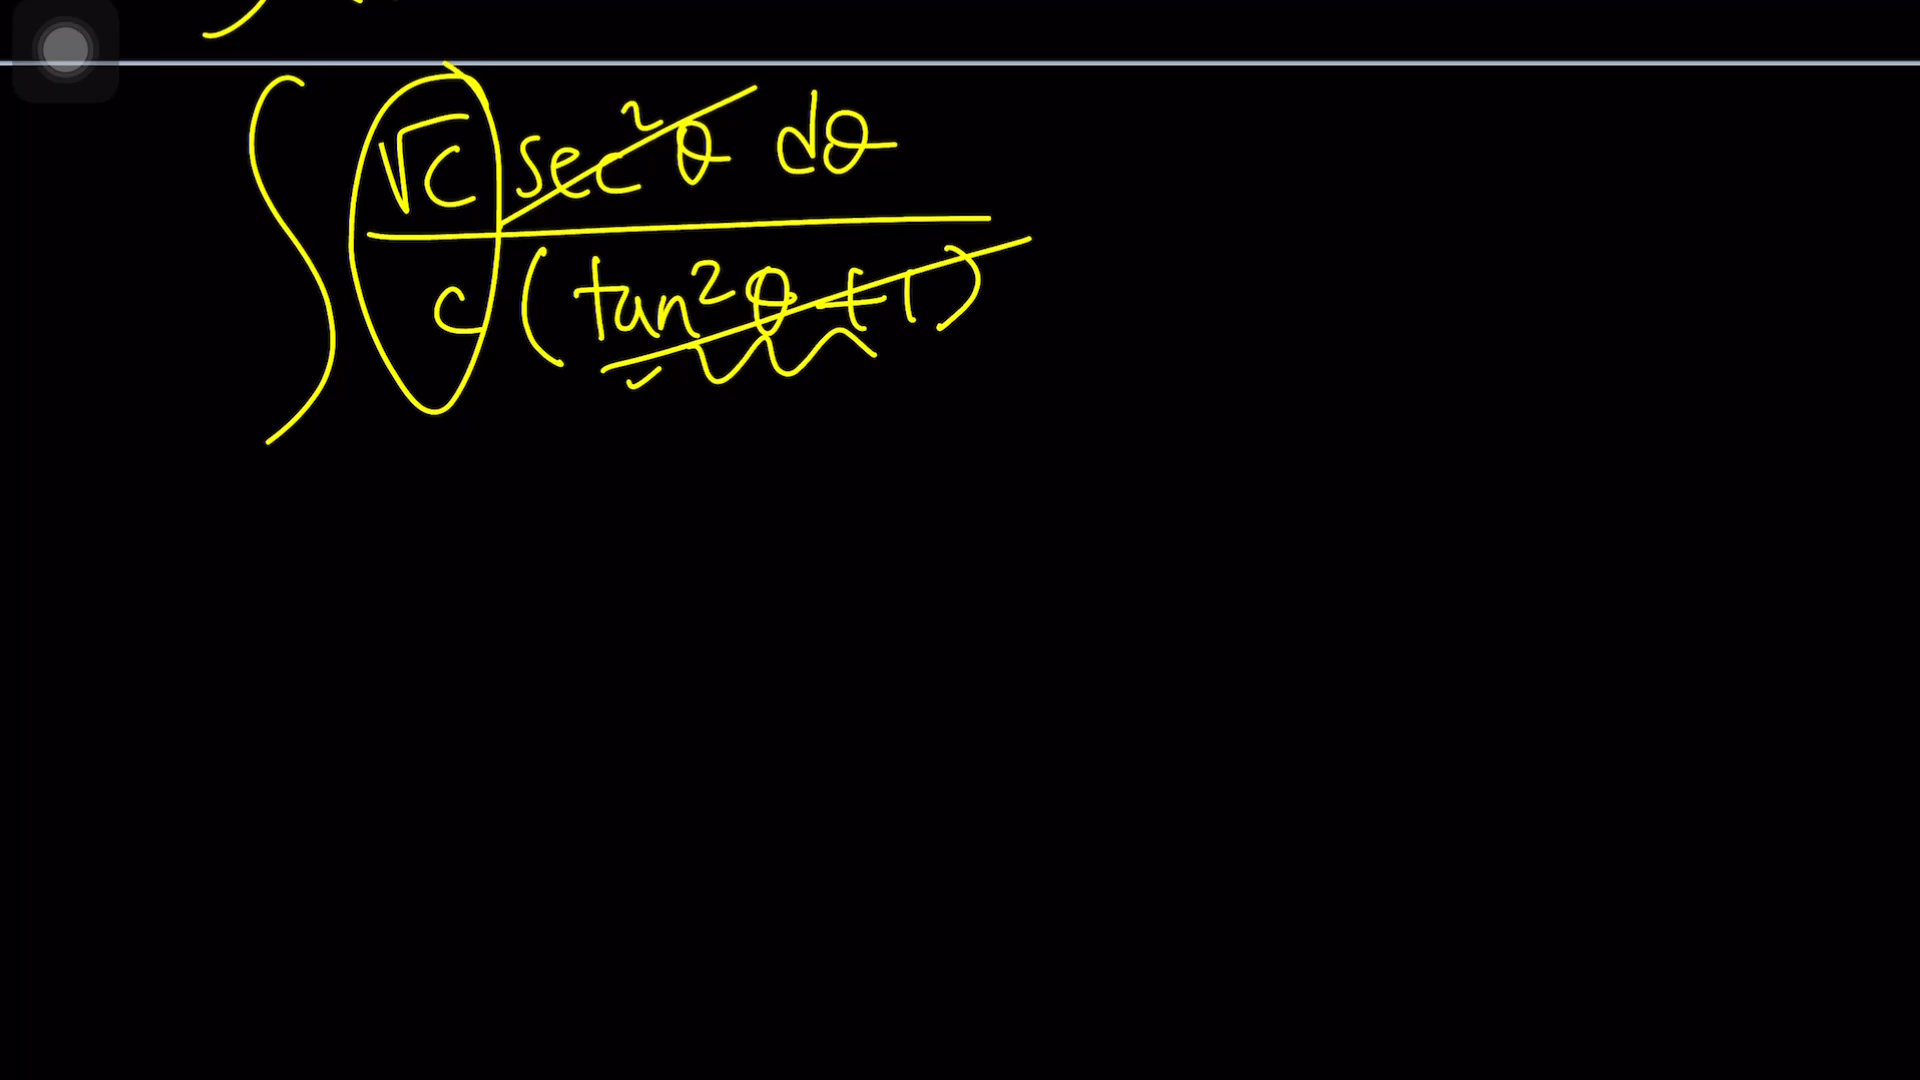 ∫ √c sec²θ dθ
c (tan²θ + 1)